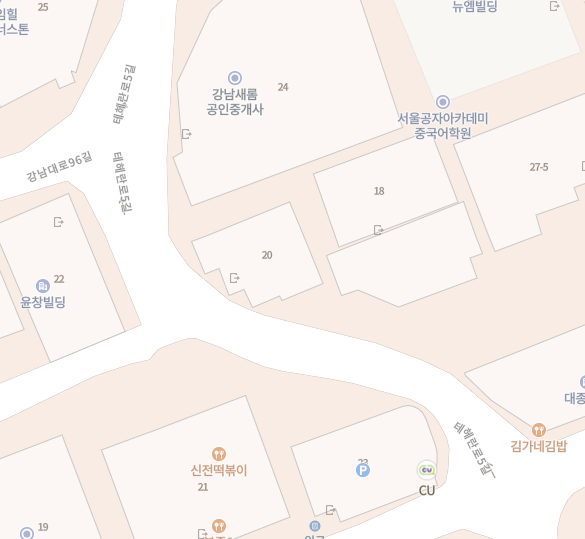 25
뉴엠빌딩
임힐
너스톤
테헤란로5길
24
강남새롬
공인중개사
서울공자아카데미
중국어학원
강남대로96길
테헤란로5길
27-5
18
20
22
윤창빌딩
대종
테헤란로5길
김가네김밥
신전떡볶이
21
23
P
CU
CU
19